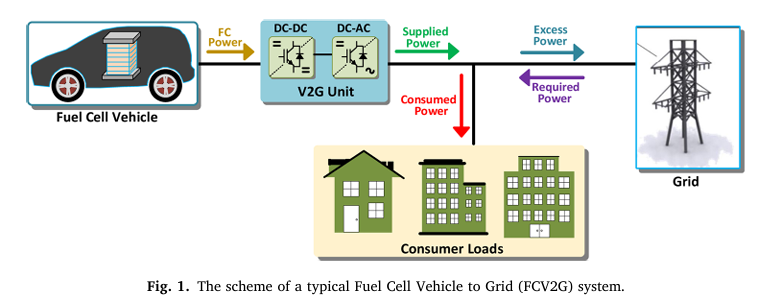 FC
Power
DC-DC
DC-AC
V2G Unit
Supplied
Power
Excess
Power
Required
Power
Consumed
Power
Fuel Cell Vehicle
Grid
Consumer Loads
Fig. 1. The scheme of a typical Fuel Cell Vehicle to Grid (FCV2G) system.